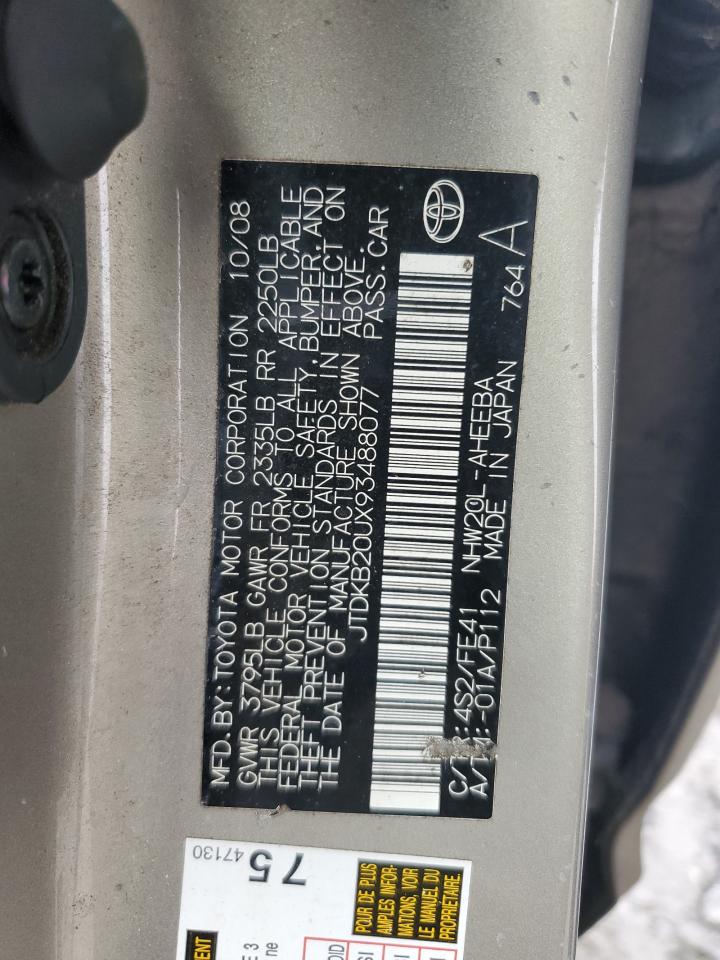 MFD. BY: TOYOTA MOTOR CORPORATION 10/08
GVWR 3795LB GAWR FR 2335LB RR 2250LB
THIS VEHICLE CONFORMS TO ALL APPLICABLE
FEDERAL MOTOR VEHICLE SAFETY, BUMPER, AND
THEFT PREVENTION STANDARDS IN EFFECT ON
THE DATE OF MANUFACTURE SHOWN ABOVE.
JTDKB20UX93488077 PASS. CAR
C/TR:4S2/FE41 NHW20L-AHEEBA
A/TM:-01A/P112 MADE IN JAPAN 764 A
75
47130
POUR DE PLUS
AMPLES INFOR-
MATIONS, VOIR
LE MANUEL DU
PROPRIÉTAIRE